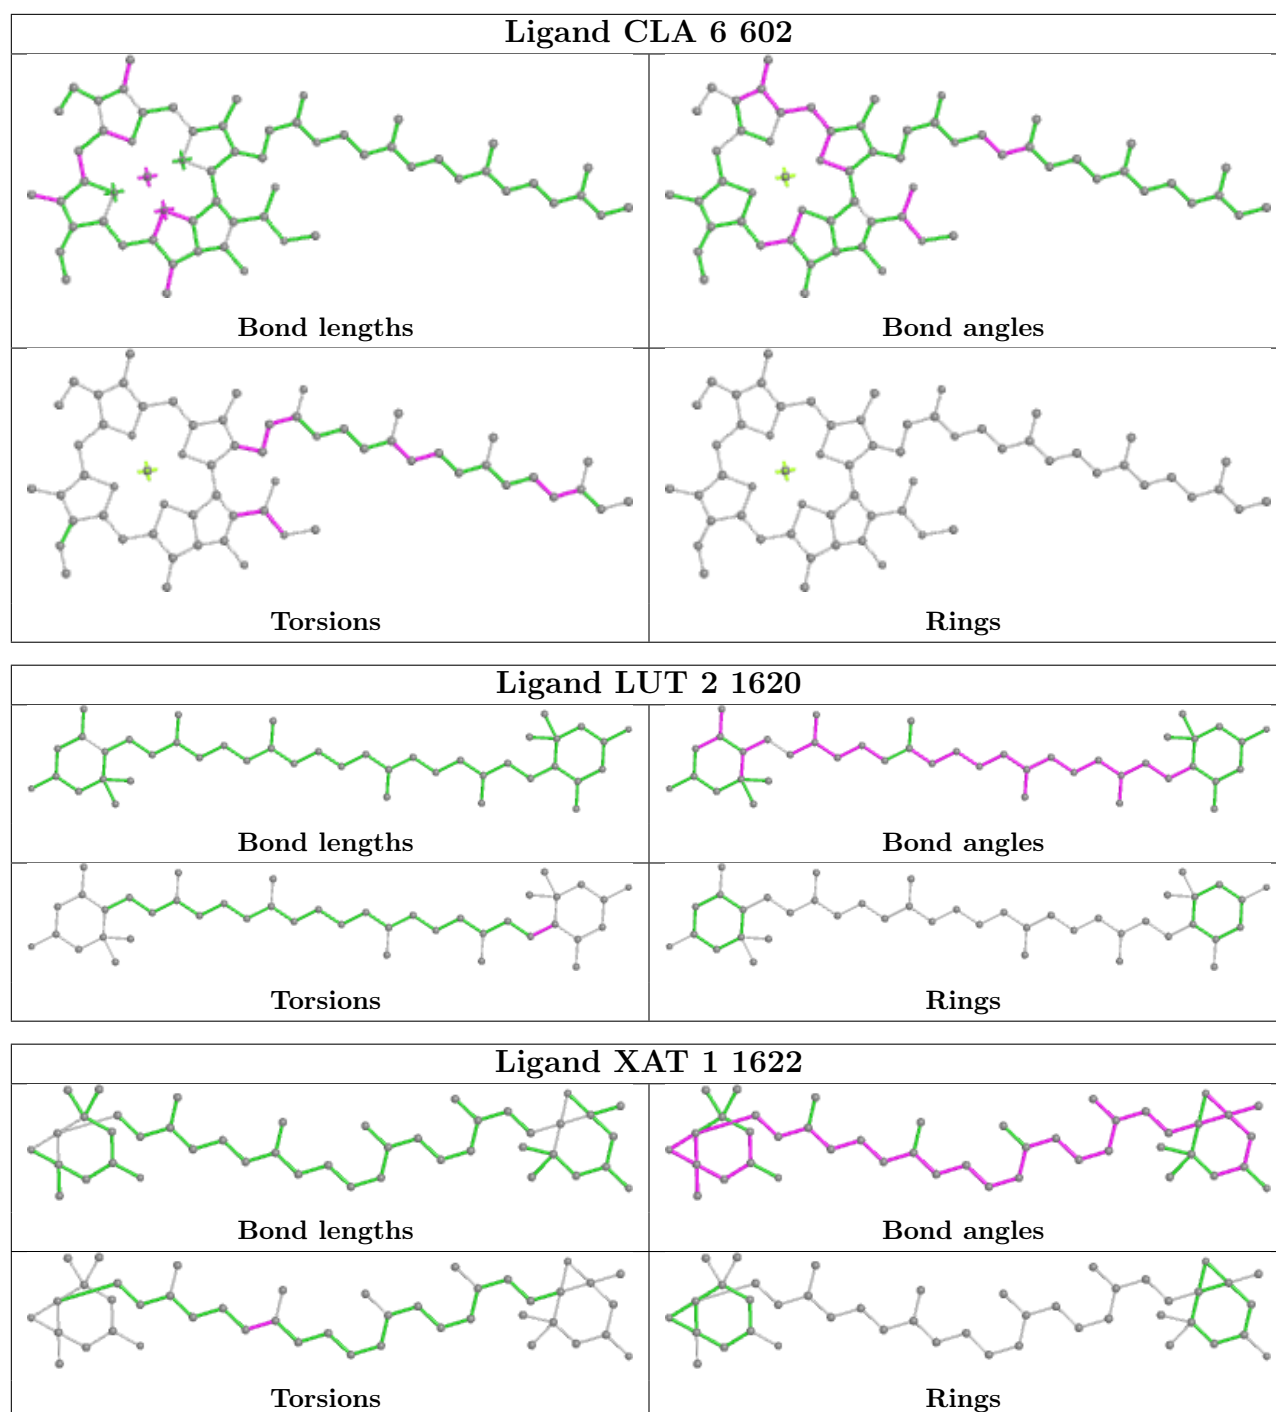 Ligand CLA 6 602
Bond lengths
Bond angles
Torsions
Rings
Ligand LUT 2 1620
Bond lengths
Bond angles
Torsions
Rings
Ligand XAT 1 1622
Bond lengths
Bond angles
Torsions
Rings